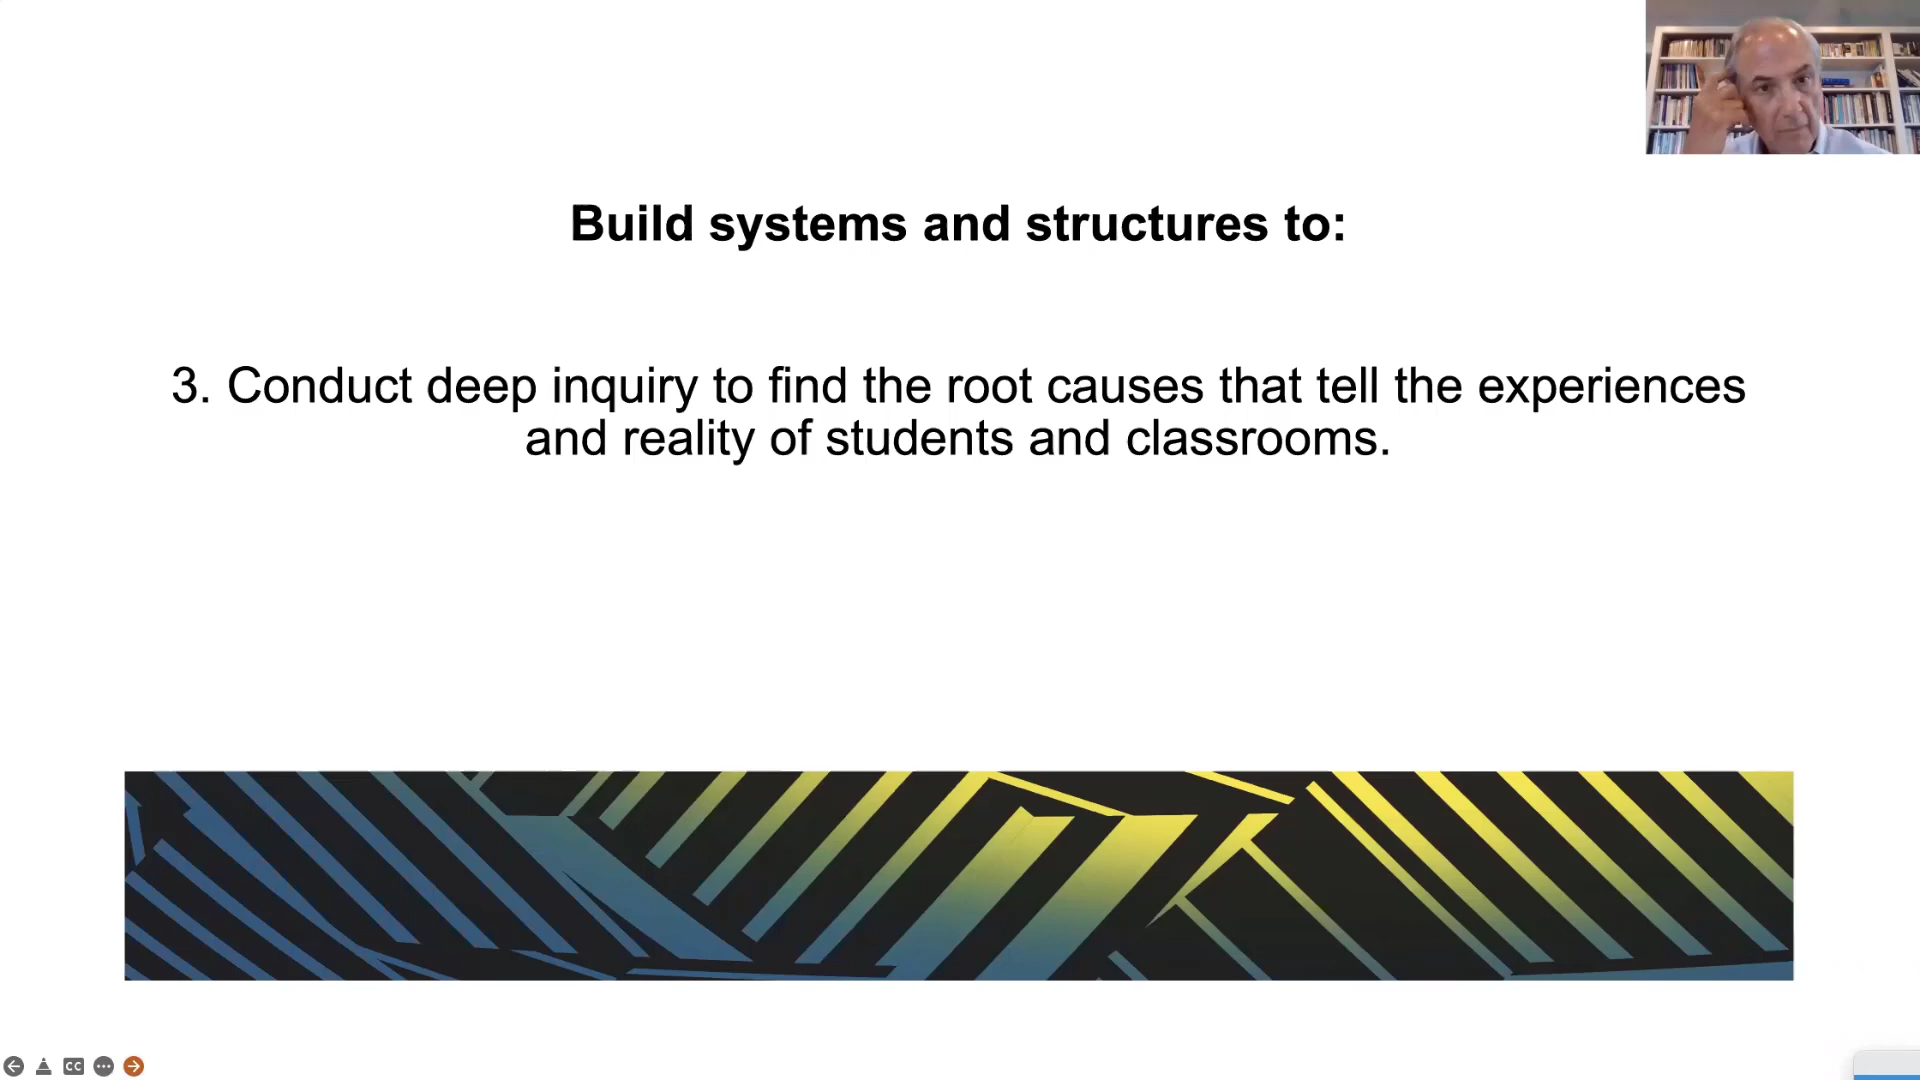 Build systems and structures to:
3. Conduct deep inquiry to find the root causes that tell the experiences
and reality of students and classrooms.
CC